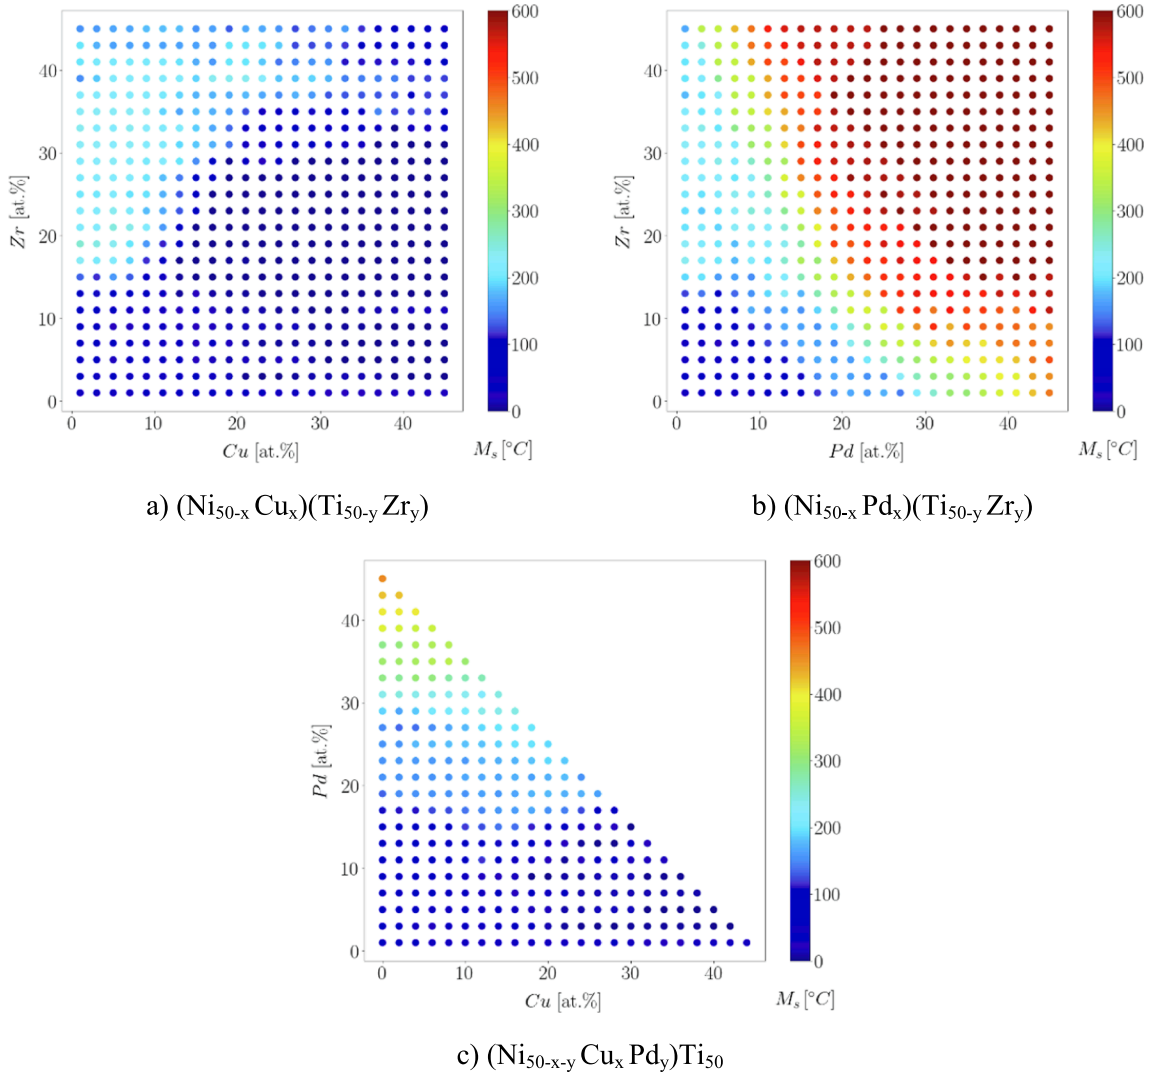 600
500
400
300
200
100
0
40
30
20
10
0
Zr [at.%]
0 10 20 30 40
Cu [at.%]
Ms [°C]
a) (Ni50-x Cux)(Ti50-y Zry)
600
500
400
300
200
100
0
40
30
20
10
0
Zr [at.%]
0 10 20 30 40
Pd [at.%]
Ms [°C]
b) (Ni50-x Pdx)(Ti50-y Zry)
600
500
400
300
200
100
0
40
30
20
10
0
Pd [at.%]
0 10 20 30 40
Cu [at.%]
Ms [°C]
c) (Ni50-x-y Cux Pdy)Ti50